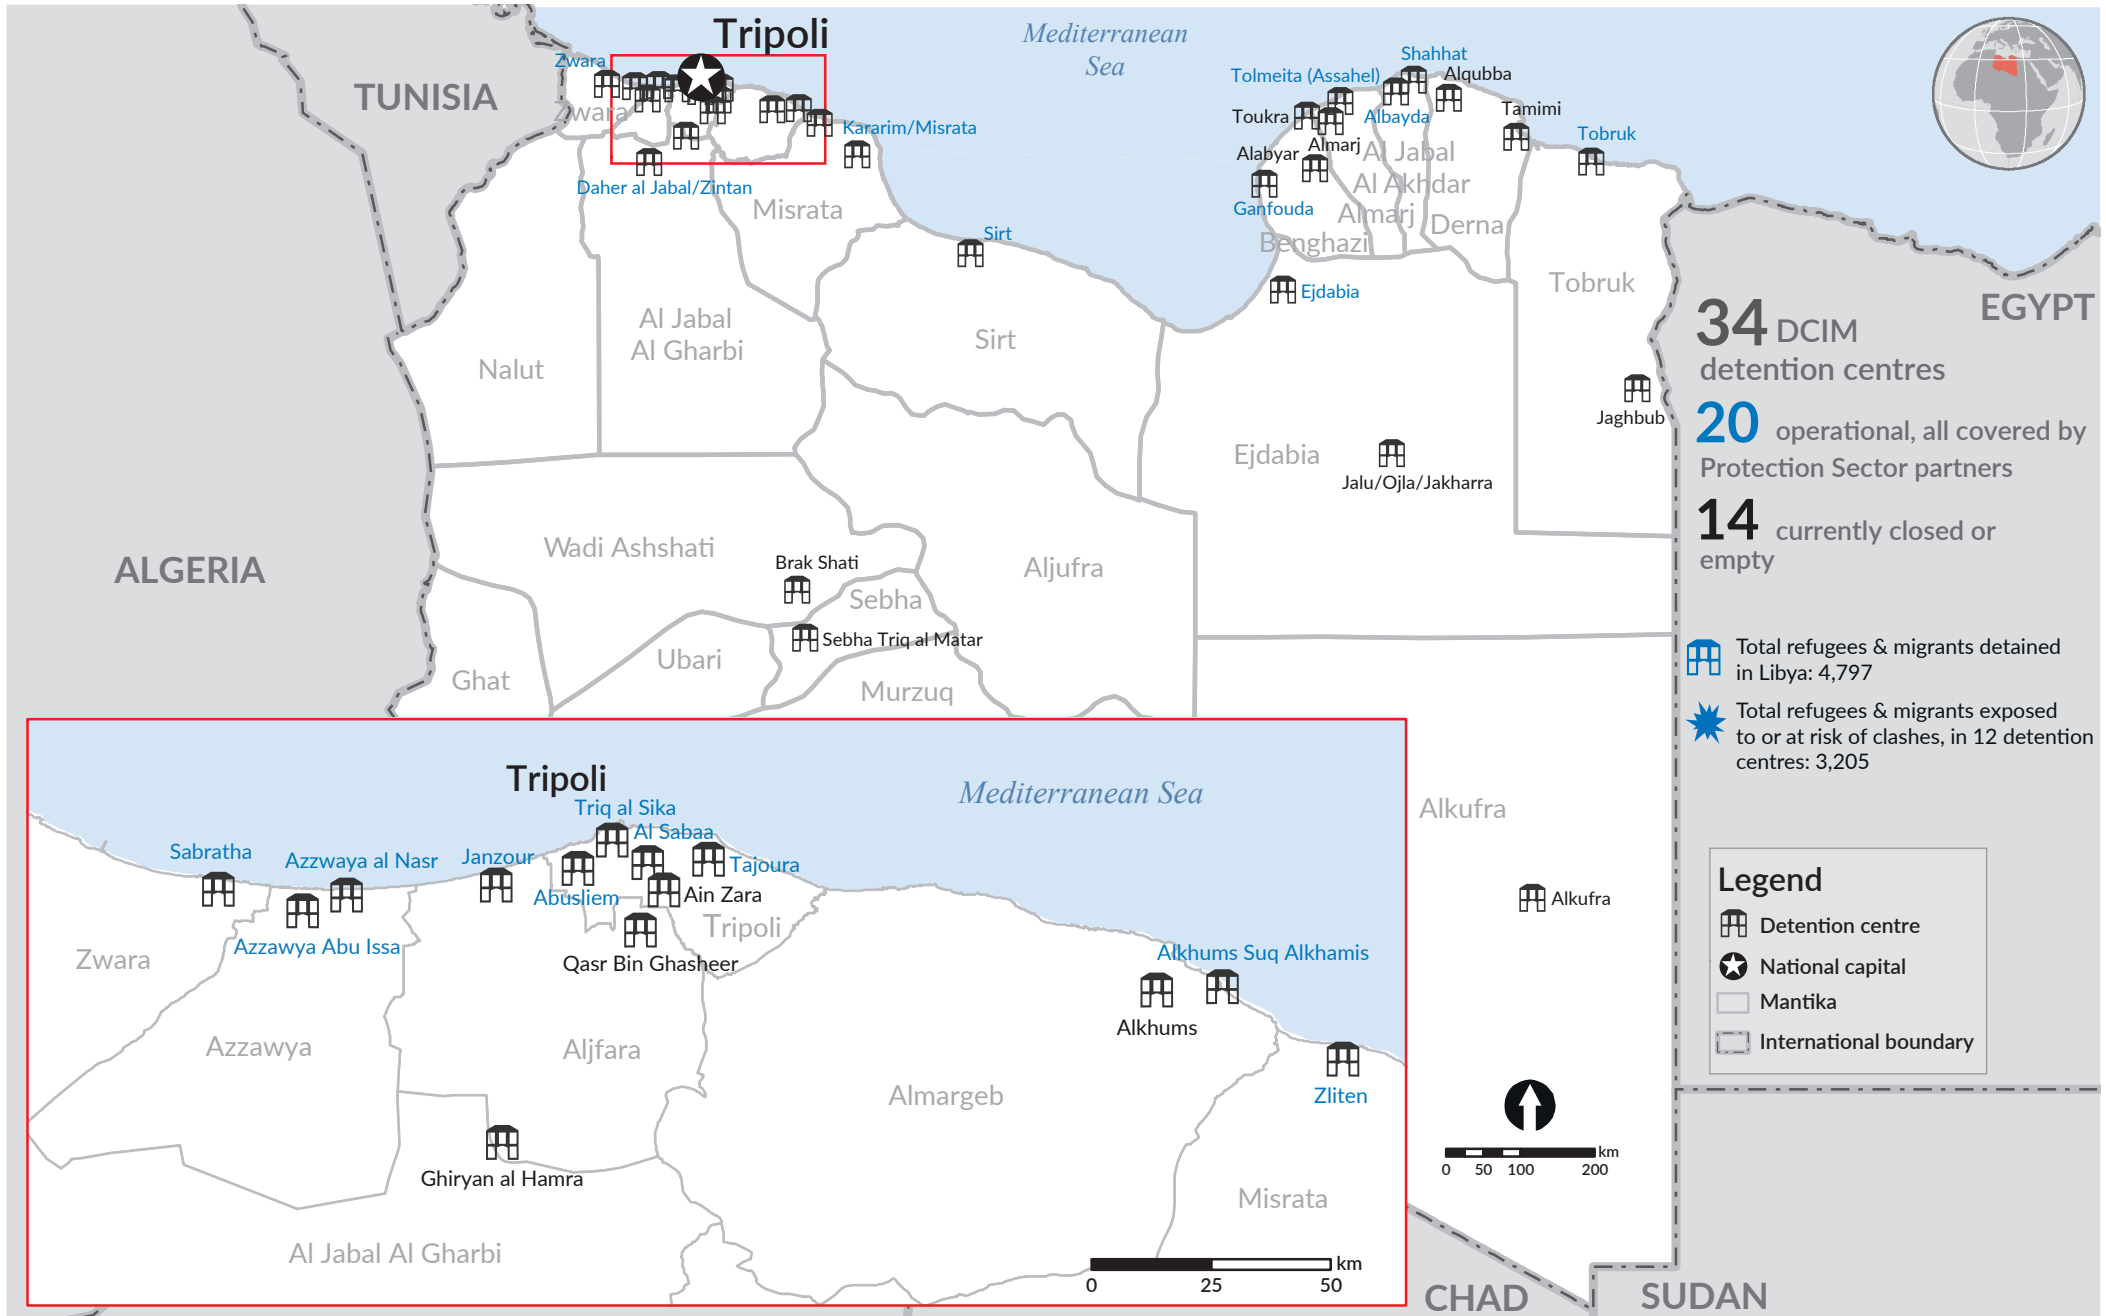 Tripoli
Mediterranean
Sea
TUNISIA
Zwara
Zwara
Kararim/Misrata
Daher al Jabal/Zintan
Misrata
Sirt
Shahhat
Tolmeita (Assahel)
Alqubba
Toukra
Albayda
Tamimi
Tobruk
Alabyar
Almarj
Al Jabal
Al Akhdar
Ganfouda
Almarj
Derna
Benghazi
Ejdabia
Tobruk
EGYPT
Al Jabal
Al Gharbi
Sirt
Nalut
Ejdabia
Jaghbub
Jalu/Ojla/Jakharra
34 DCIM
detention centres
20 operational, all covered by
Protection Sector partners
14 currently closed or
empty
ALGERIA
Wadi Ashshati
Brak Shati
Aljufra
Sebha
Sebha Triq al Matar
Ubari
Ghat
Murzuq
Total refugees & migrants detained
in Libya: 4,797
Total refugees & migrants exposed
to or at risk of clashes, in 12 detention
centres: 3,205
Alkufra
Alkufra
Tripoli
Mediterranean Sea
Triq al Sika
Al Sabaa
Sabratha
Azzwaya al Nasr
Janzour
Tajoura
Abusliem
Ain Zara
Azzawya Abu Issa
Tripoli
Zwara
Qasr Bin Ghasheer
Alkhums Suq Alkhamis
Alkhums
Azzawya
Aljfara
Almargeb
Zliten
Ghiryan al Hamra
Misrata
Al Jabal Al Gharbi
km
0 25 50
Legend
Detention centre
National capital
Mantika
International boundary
km
0 50 100 200
CHAD
SUDAN